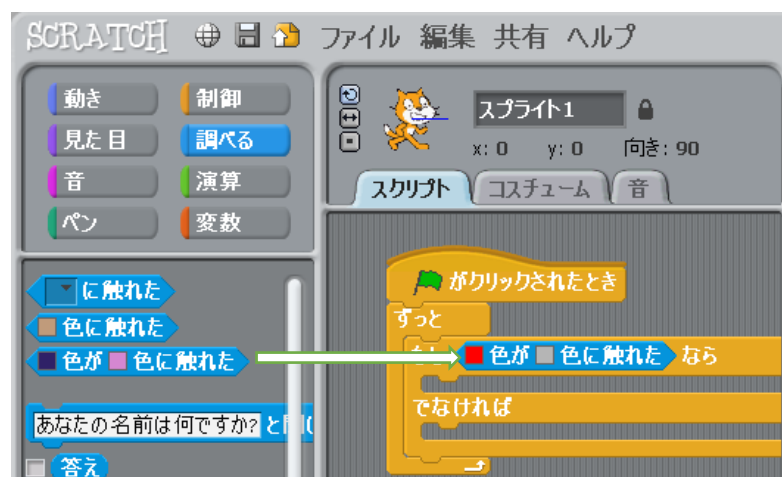 SCRATCH ファイル 編集 共有 ヘルプ
動き 制御
見た目 調べる
音 演算
ペン 変数
スプライト1
x: 0 y: 0 向き: 90
スクリプト コスチューム 音
に触れた
色に触れた
色が 色に触れた
あなたの名前は何ですか? と
答え
がクリックされたとき
ずっと
色が 色に触れた なら
でなければ